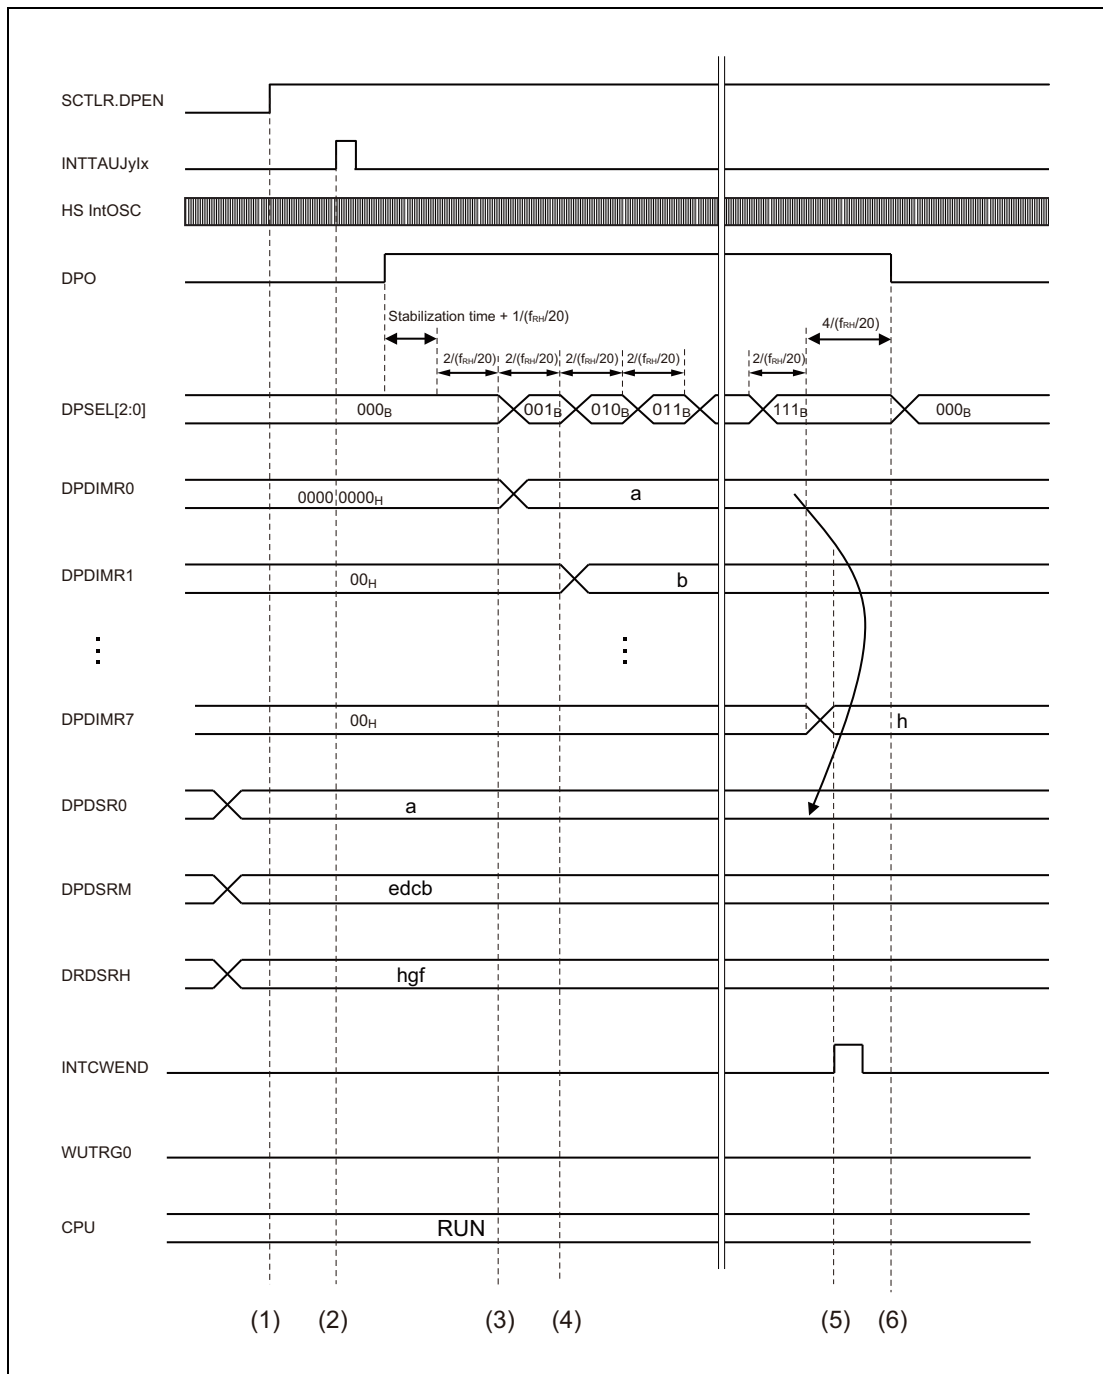 SCTLR.DPEN
INTTAUJyIx
HS IntOSC
DPO
Stabilization time + 1/(fRH/20)
4/(fRH/20)
2/(fRH/20) 2/(fRH/20) 2/(fRH/20) 2/(fRH/20) 2/(fRH/20)
DPSEL[2:0] 000B 001B 010B 011B 111B 000B
DPDIMR0 0000 0000H a
DPDIMR1 00H b
DPDIMR7 00H h
DPDSR0 a
DPDSRM edcb
DRDSRH hgf
INTCWEND
WUTRG0
CPU RUN
(1) (2) (3) (4) (5) (6)